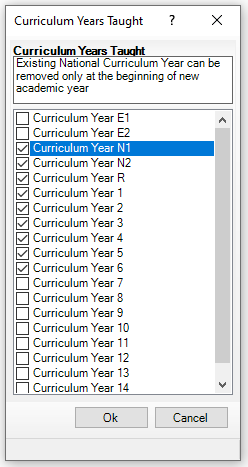 Curriculum Years Taught
Curriculum Years Taught
Existing National Curriculum Year can be
removed only at the beginning of new
academic year
Curriculum Year E1
Curriculum Year E2
Curriculum Year N1
Curriculum Year N2
Curriculum Year R
Curriculum Year 1
Curriculum Year 2
Curriculum Year 3
Curriculum Year 4
Curriculum Year 5
Curriculum Year 6
Curriculum Year 7
Curriculum Year 8
Curriculum Year 9
Curriculum Year 10
Curriculum Year 11
Curriculum Year 12
Curriculum Year 13
Curriculum Year 14
Ok Cancel